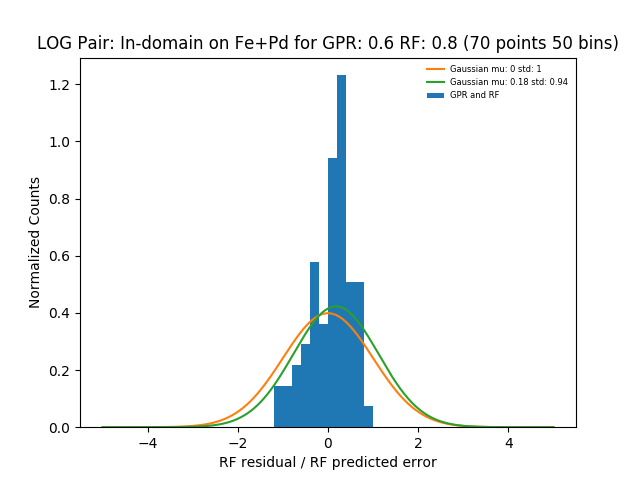 LOG Pair: In-domain on Fe+Pd for GPR: 0.6 RF: 0.8 (70 points 50 bins)
Gaussian mu: 0 std: 1
Gaussian mu: 0.18 std: 0.94
GPR and RF
Normalized Counts
1.2
1.0
0.8
0.6
0.4
0.2
0.0
−4 −2 0 2 4
RF residual / RF predicted error